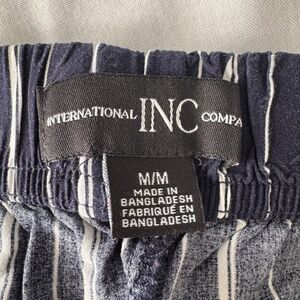 INTERNATIONAL INC COMPA
M/M
MADE IN
BANGLADESH
FABRIQUÉ EN
BANGLADESH